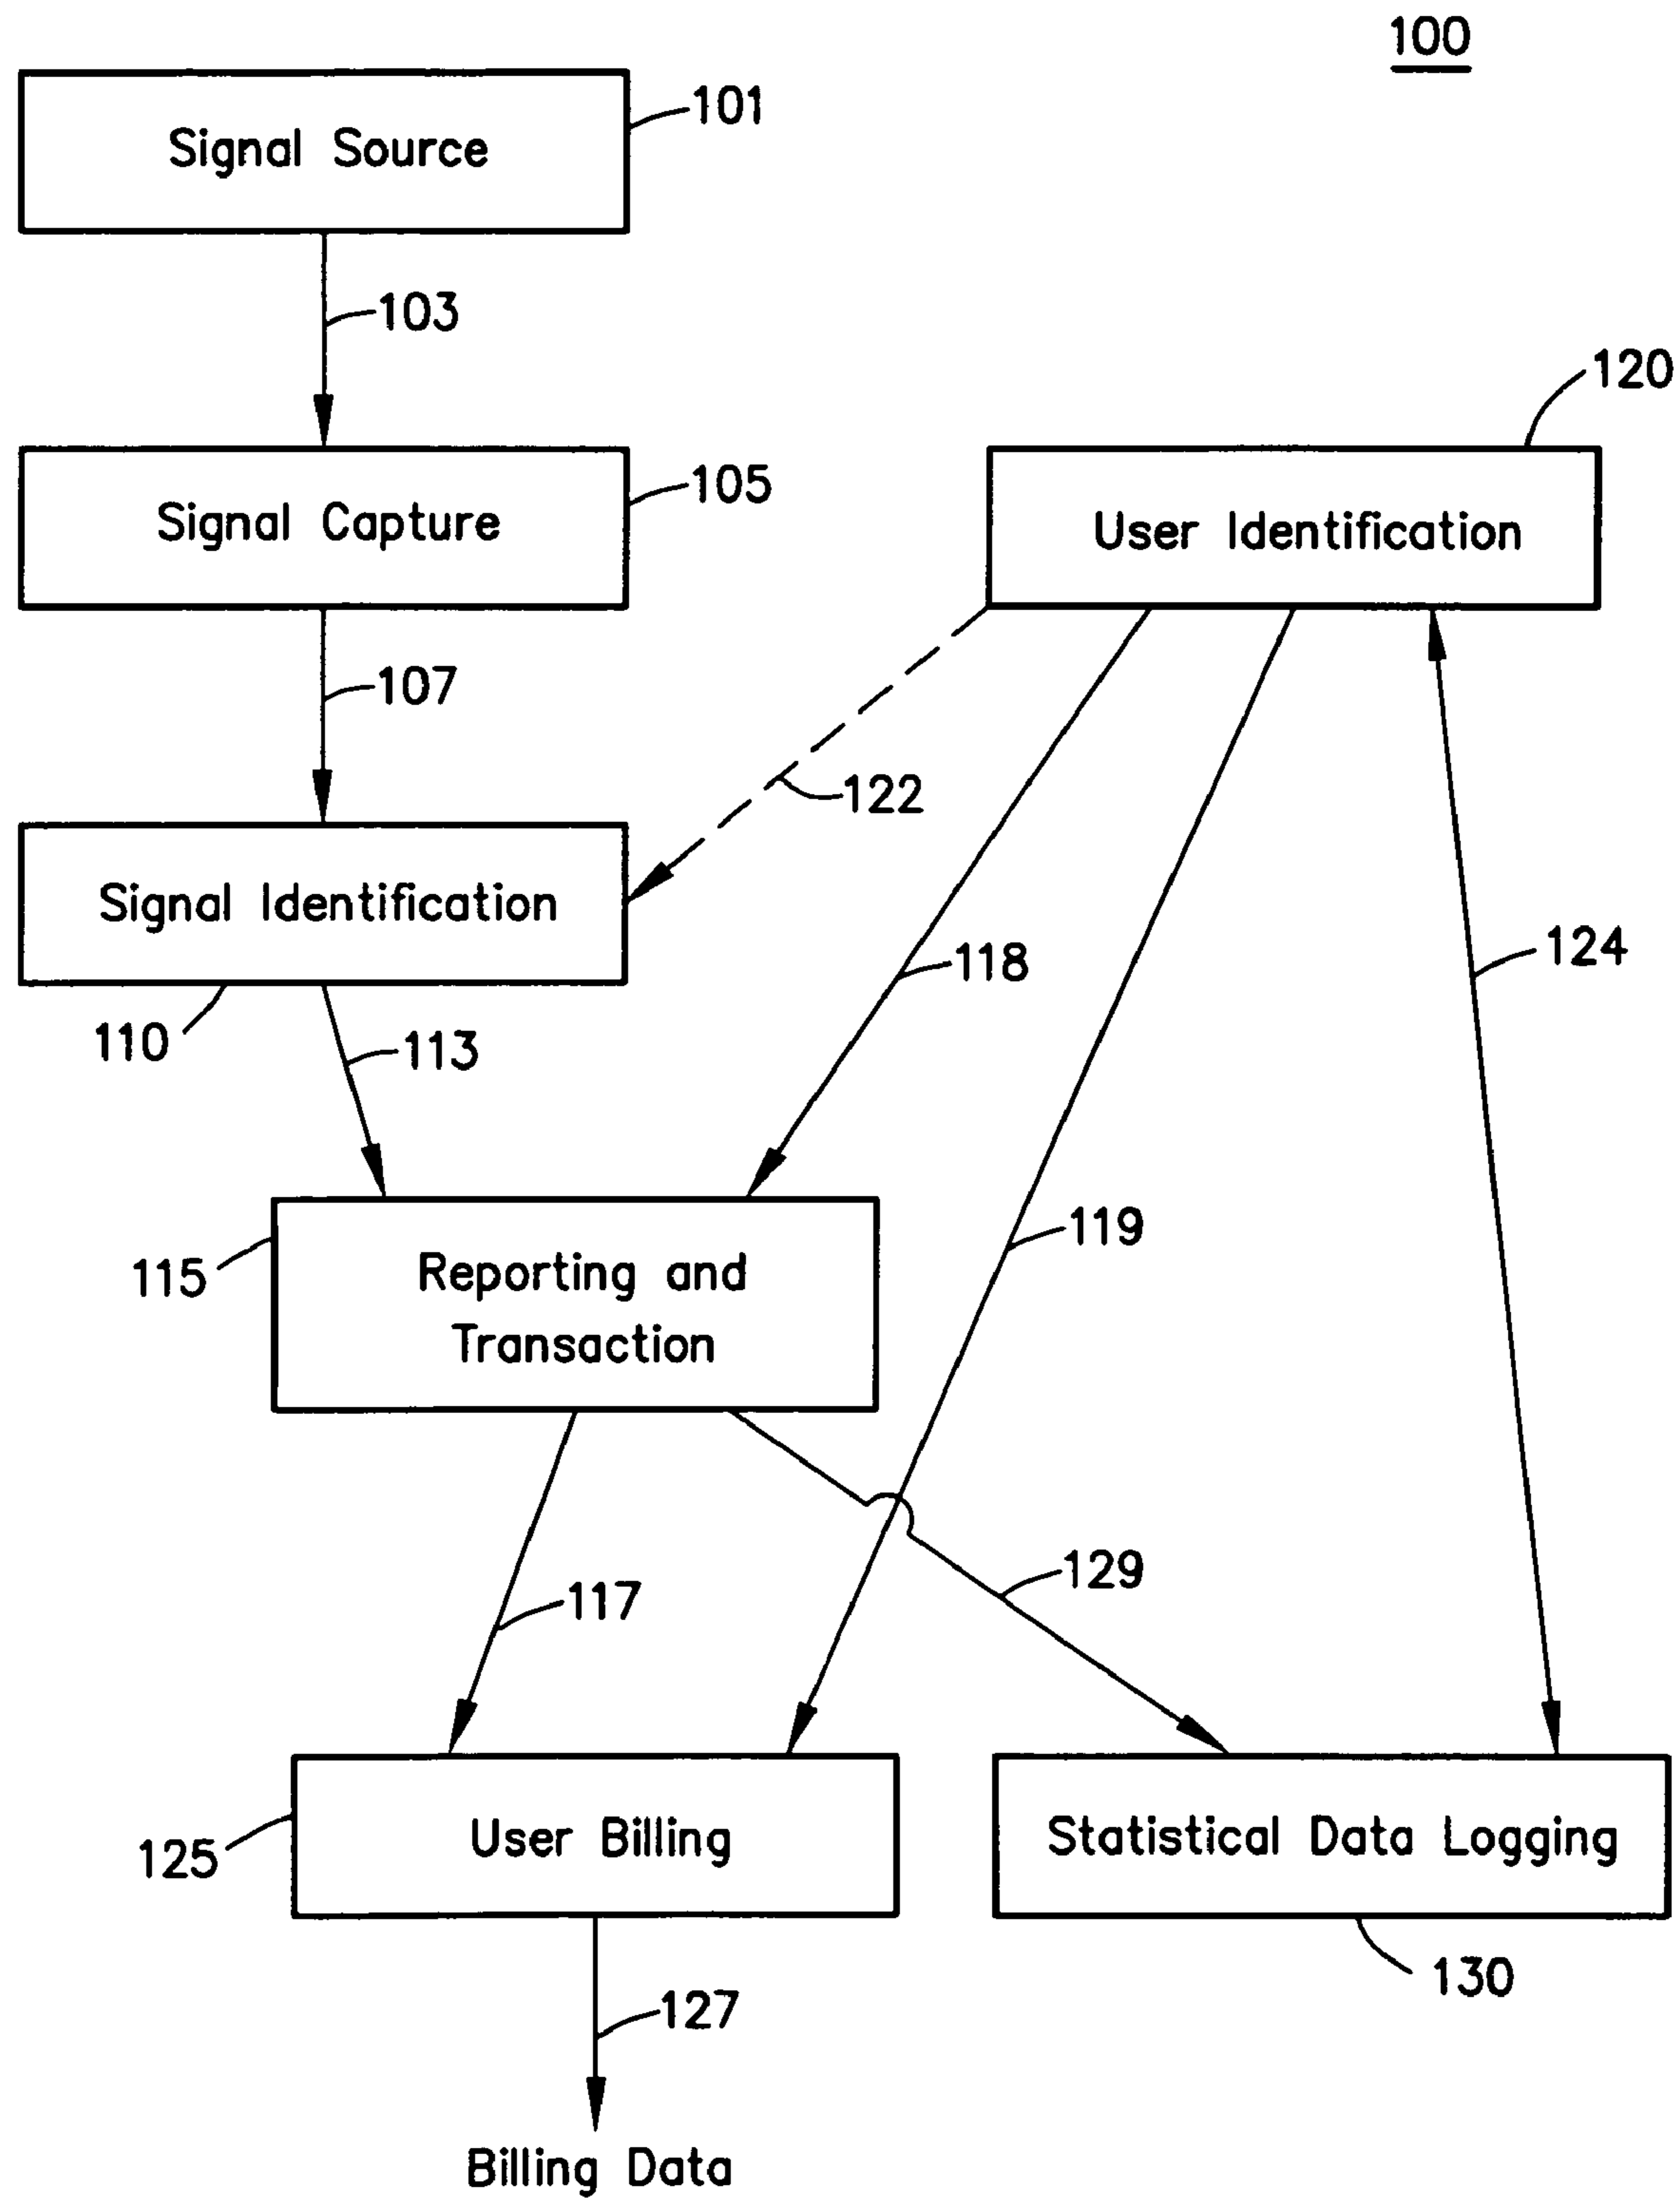 100
Signal Source
101
103
120
Signal Capture
105
User Identification
107
122
Signal Identification
118
124
110
113
119
115
Reporting and
Transaction
129
117
User Billing
Statistical Data Logging
125
130
127
Billing Data